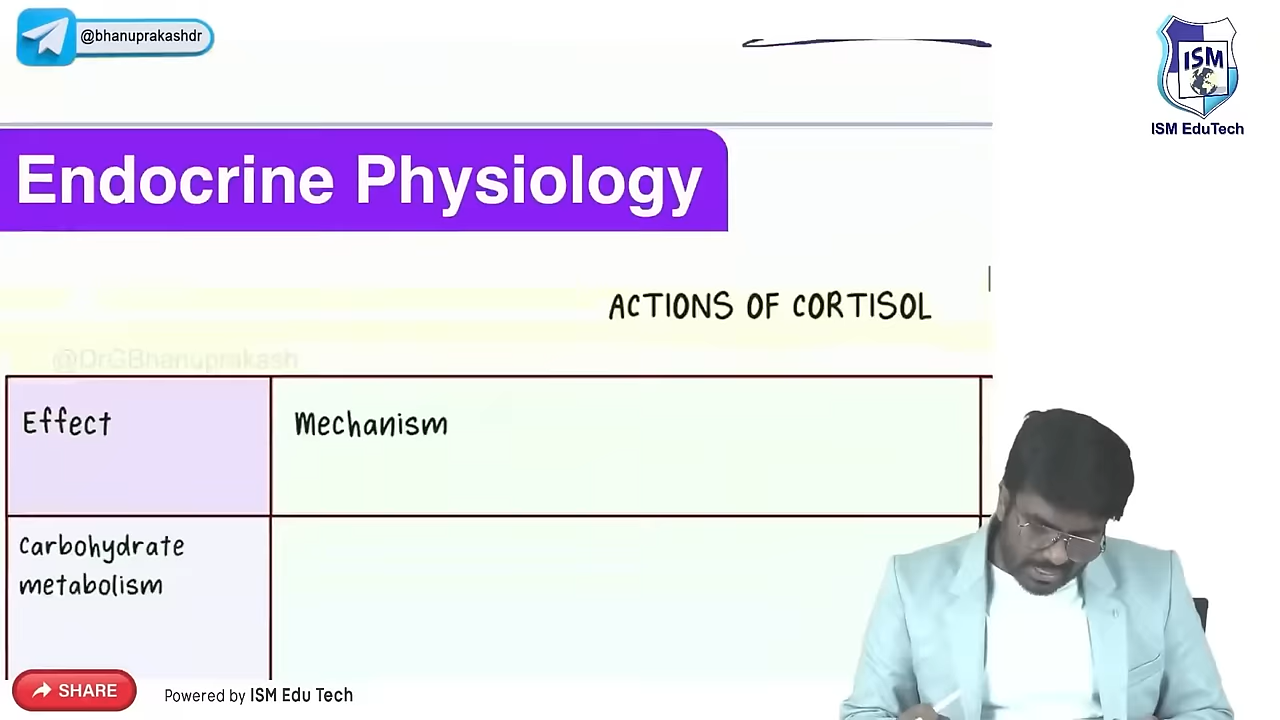 @bhanuprakashdr
ISM
ISM EduTech
Endocrine Physiology
ACTIONS OF CORTISOL
@DrGBhanuprakash
Effect
Mechanism
Carbohydrate
metabolism
SHARE
Powered by ISM Edu Tech